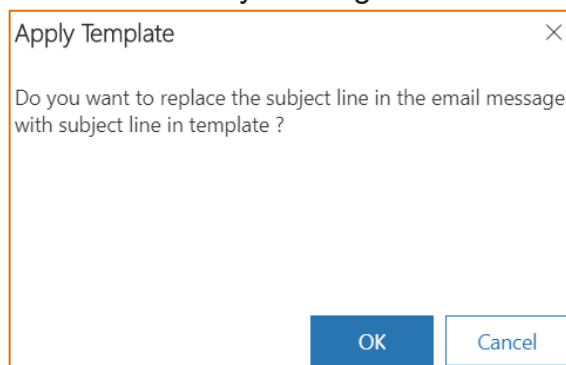 Apply Template
Do you want to replace the subject line in the email message
with subject line in template ?
OK
Cancel